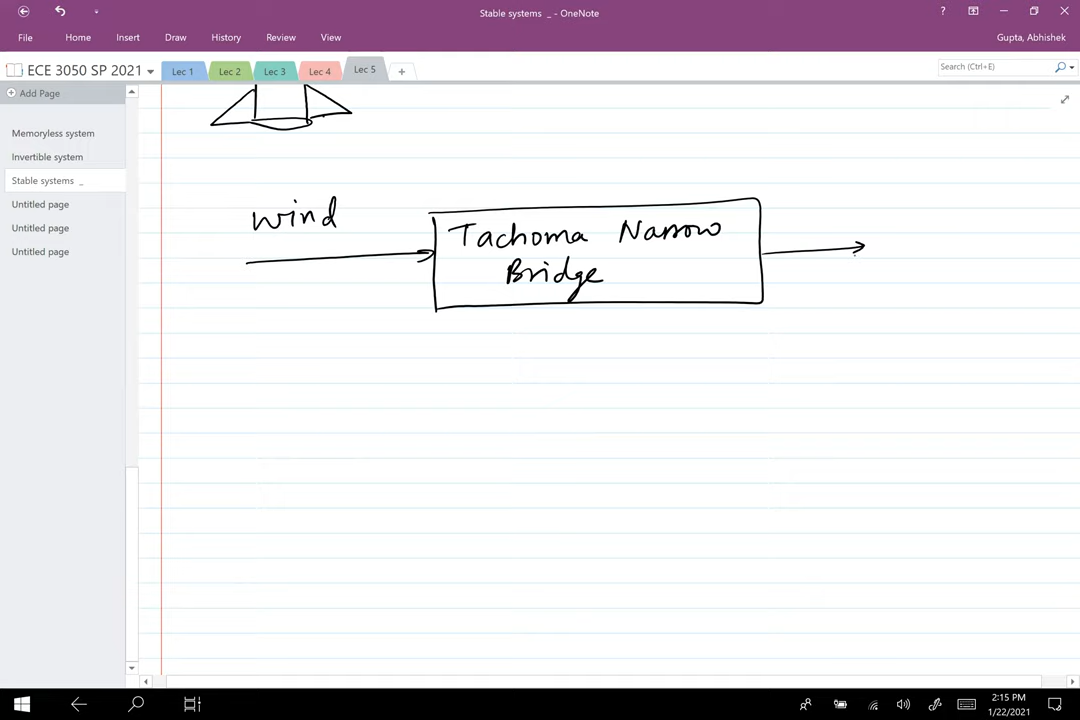 Stable systems _ - OneNote
File Home Insert Draw History Review View
Gupta, Abhishek
ECE 3050 SP 2021
Lec 1 Lec 2 Lec 3 Lec 4 Lec 5
Search (Ctrl+E)
Add Page
Memoryless system
Invertible system
Stable systems _
Untitled page
Untitled page
Untitled page
wind
Tachoma Narrow
Bridge
2:15 PM
1/22/2021